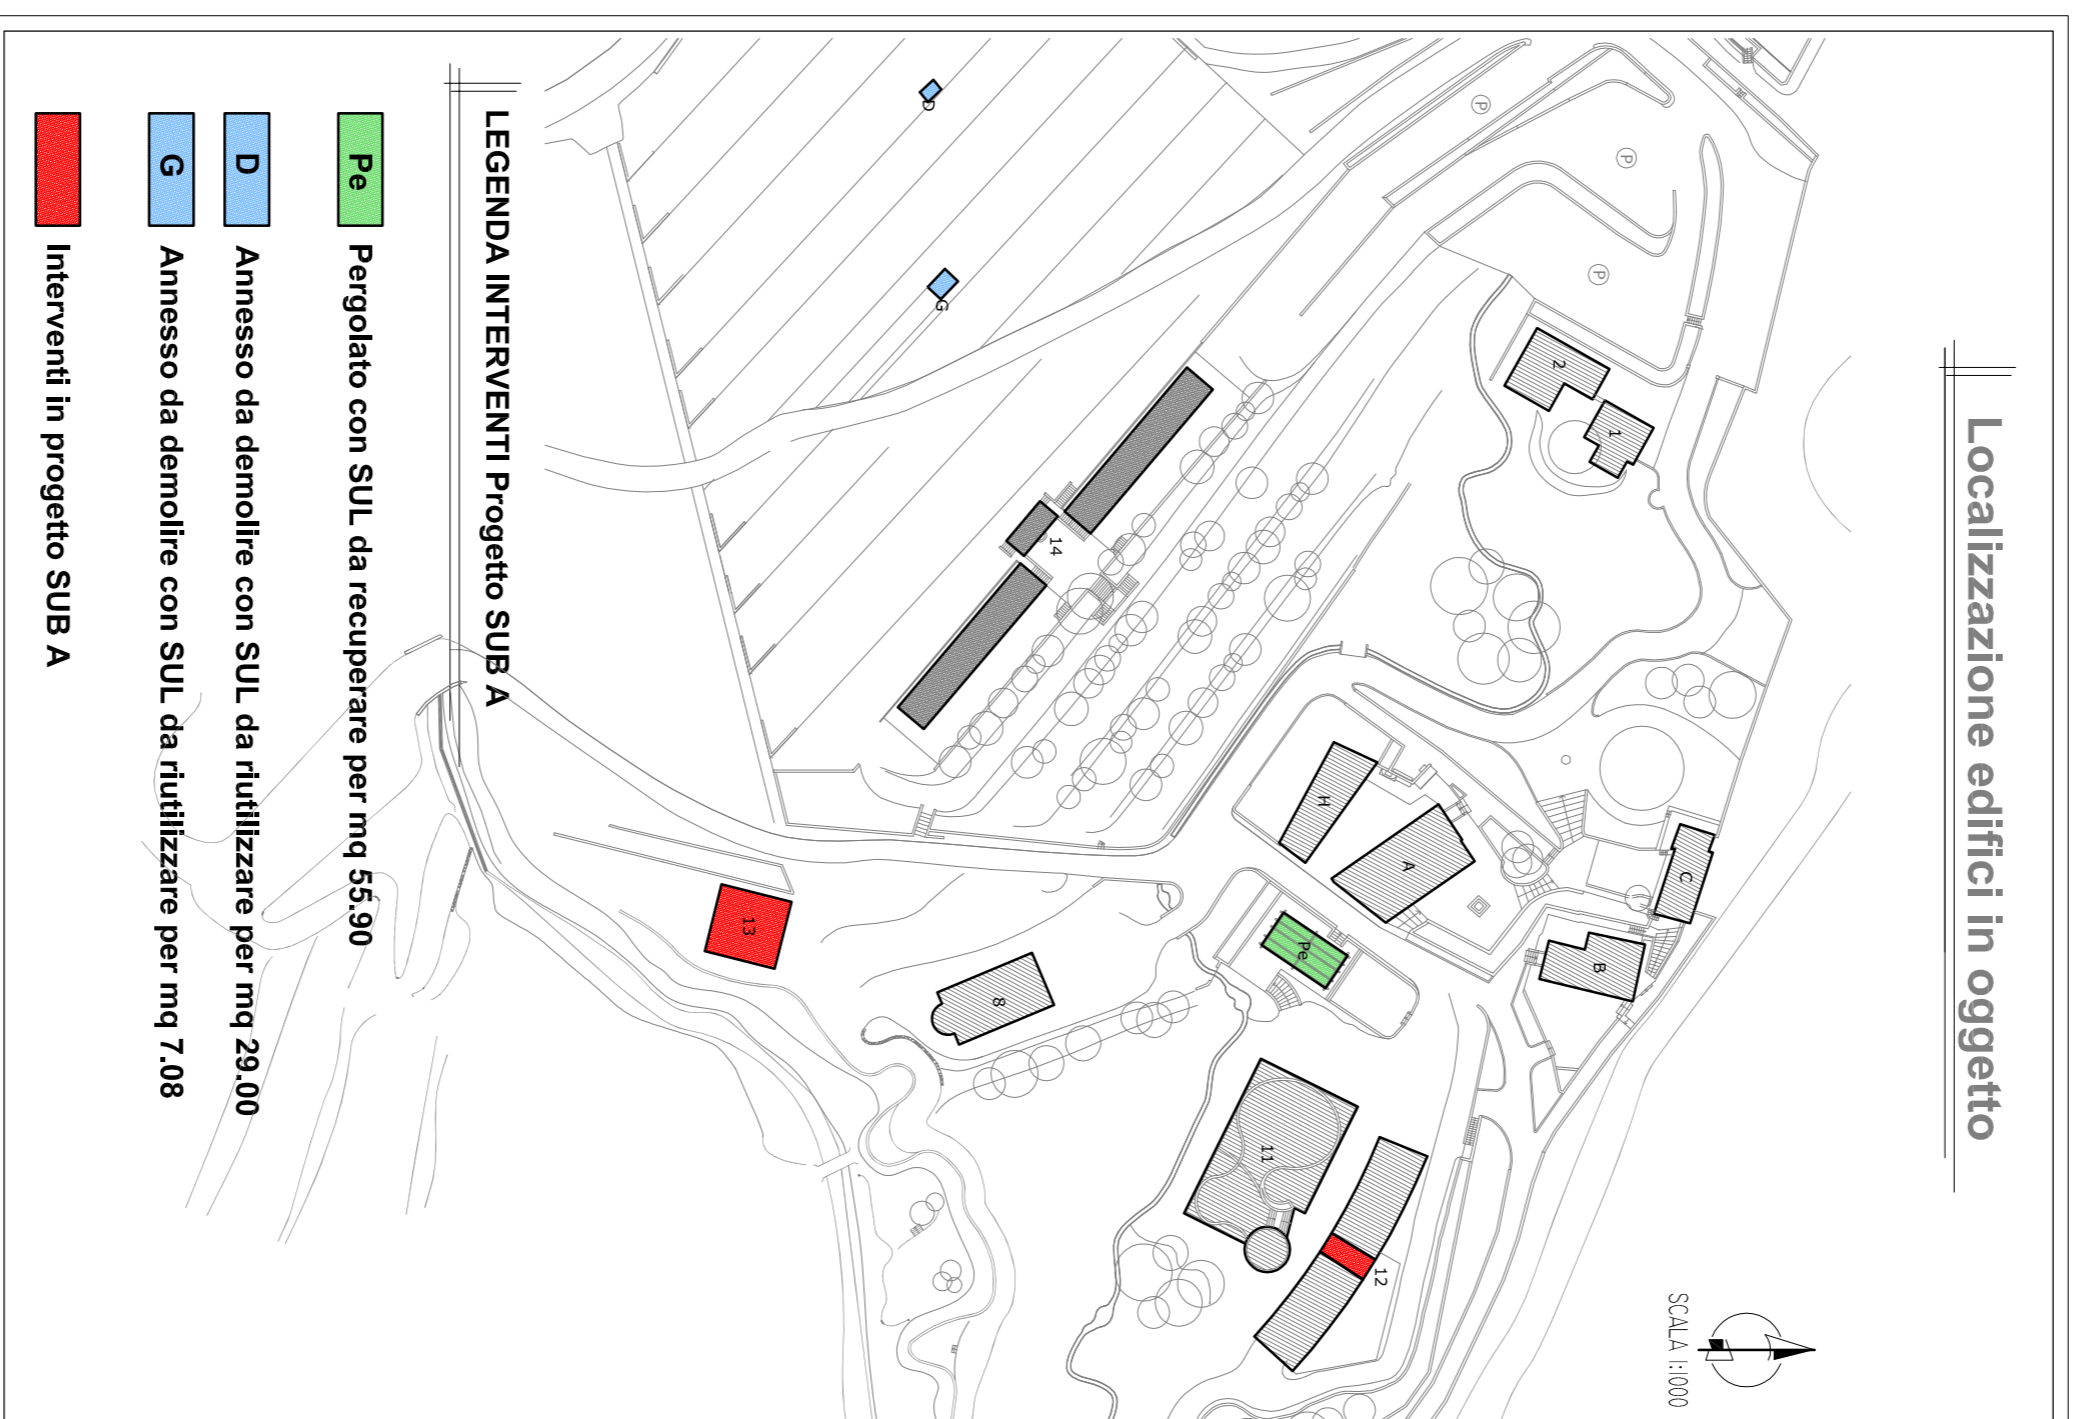 Localizzazione edifici in oggetto
SCALA 1:1000
P
P
P
2
1
D
G
14
H
A
C
B
Pe
13
8
11
12
LEGENDA INTERVENTI Progetto SUB A
Pe Pergolato con SUL da recuperare per mq 55.90
D Annesso da demolire con SUL da riutilizzare per mq 29.00
G Annesso da demolire con SUL da riutilizzare per mq 7.08
Interventi in progetto SUB A